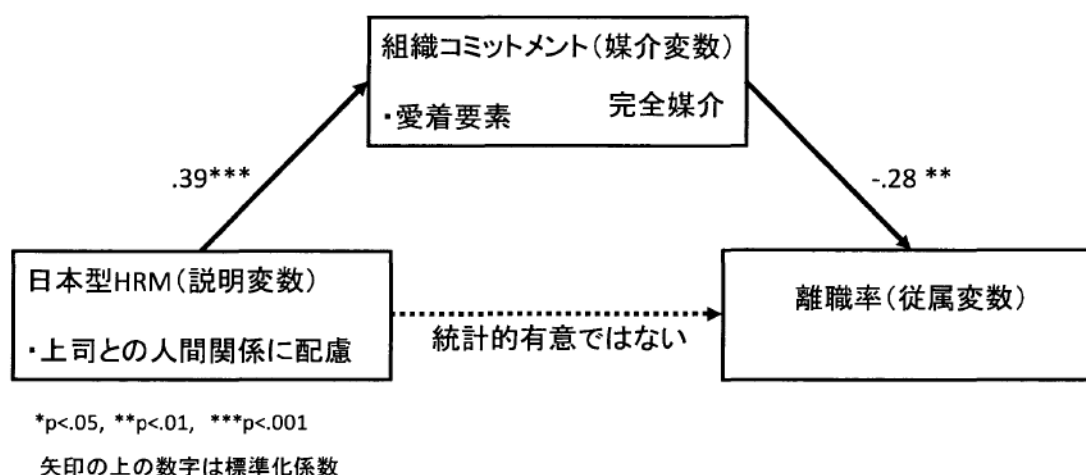 組織コミットメント(媒介変数)
・愛着要素 完全媒介
.39***
-.28 **
日本型HRM(説明変数)
・上司との人間関係に配慮
統計的有意ではない
離職率(従属変数)
*p<.05, **p<.01, ***p<.001
矢印の上の数字は標準化係数